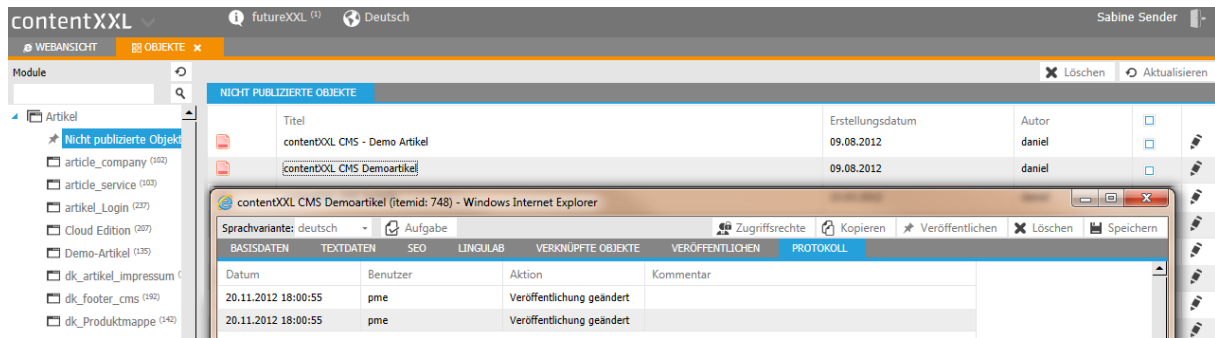 contentXXL futureXXL (1) Deutsch Sabine Sender
WEBANSICHT OBJEKTE
Module Löschen Aktualisieren
NICHT PUBLIZIERTE OBJEKTE
Artikel
Nicht publizierte Objekt
article_company (102)
article_service (103)
artikel_Login (237)
Cloud Edition (207)
Demo-Artikel (135)
dk_artikel_impressum
dk_footer_cms (192)
dk_Produktmappe (142)
Titel Erstellungsdatum Autor
contentXXL CMS - Demo Artikel 09.08.2012 daniel
contentXXL CMS Demoartikel 09.08.2012 daniel
contentXXL CMS Demoartikel (itemid: 748) - Windows Internet Explorer
Sprachvariante: deutsch Aufgabe Zugriffsrechte Kopieren Veröffentlichen Löschen Speichern
BASISDATEN TEXTDATEN SEO LINGULAB VERKNÜPFTE OBJEKTE VERÖFFENTLICHEN PROTOKOLL
Datum Benutzer Aktion Kommentar
20.11.2012 18:00:55 pme Veröffentlichung geändert
20.11.2012 18:00:55 pme Veröffentlichung geändert